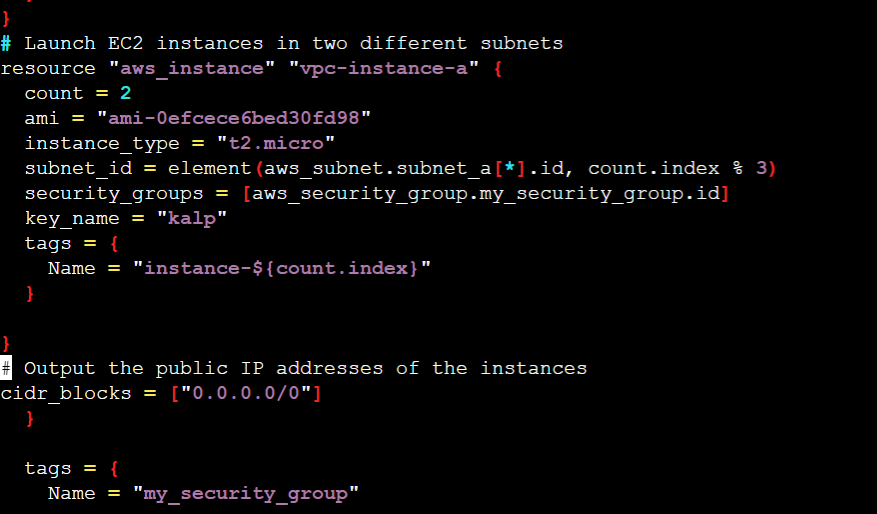 }
# Launch EC2 instances in two different subnets
resource "aws_instance" "vpc-instance-a" {
  count = 2
  ami = "ami-0efcece6bed30fd98"
  instance_type = "t2.micro"
  subnet_id = element(aws_subnet.subnet_a[*].id, count.index % 3)
  security_groups = [aws_security_group.my_security_group.id]
  key_name = "kalp"
  tags = {
    Name = "instance-${count.index}"
  }
}
# Output the public IP addresses of the instances
cidr_blocks = ["0.0.0.0/0"]
  }
  tags = {
    Name = "my_security_group"